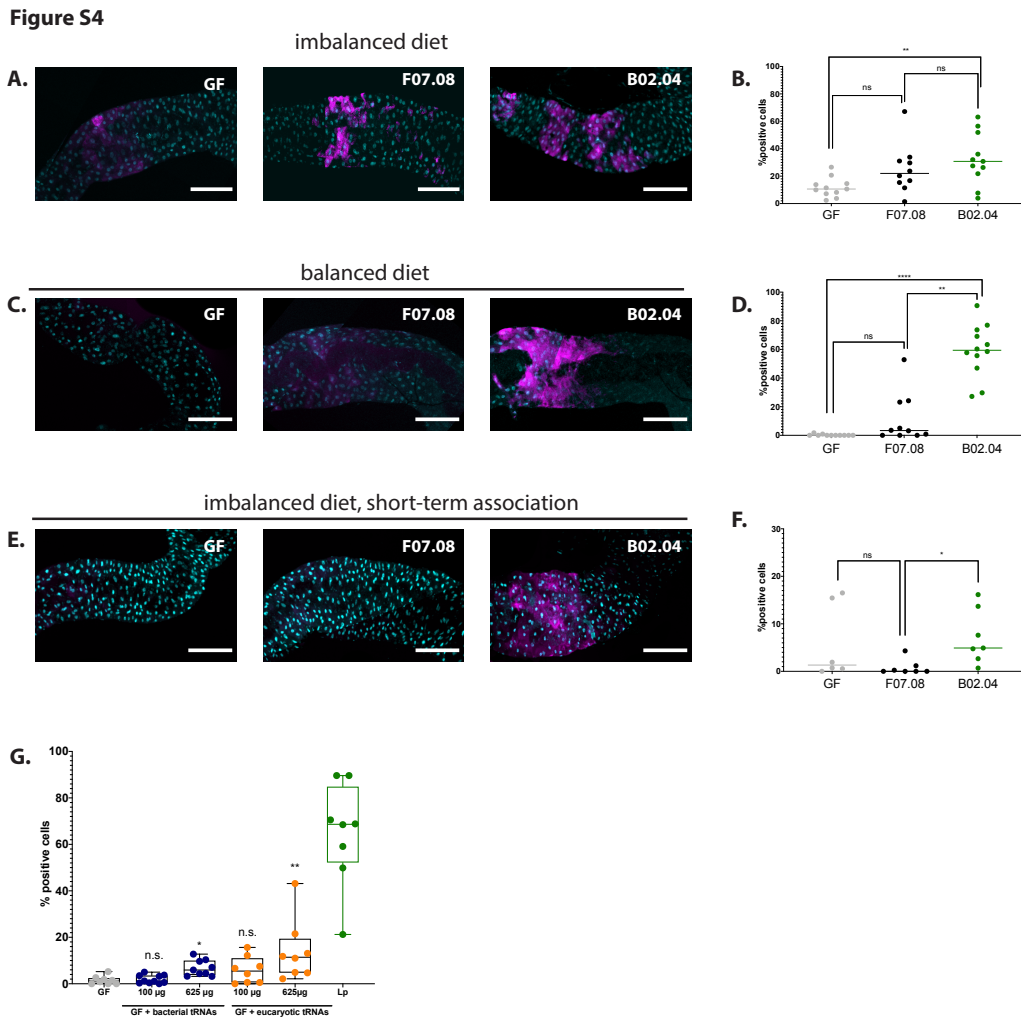 Figure S4
imbalanced diet
A.
GF
F07.08
B02.04
B.
**
ns
ns
%positive cells
100
80
60
40
20
0
GF F07.08 B02.04
balanced diet
C.
GF
F07.08
B02.04
D.
****
**
ns
%positive cells
100
80
60
40
20
0
GF F07.08 B02.04
imbalanced diet, short-term association
E.
GF
F07.08
B02.04
F.
ns
*
%positive cells
30
20
10
0
GF F07.08 B02.04
G.
% positive cells
100
80
60
40
20
0
n.s.
*
n.s.
**
GF 100 µg 625 µg 100 µg 625µg Lp
GF + bacterial tRNAs GF + eucaryotic tRNAs